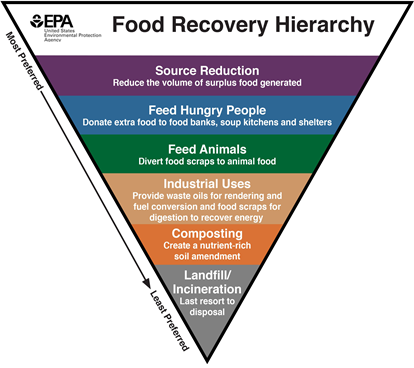 EPA
United States
Environmental Protection
Agency
Food Recovery Hierarchy
Most Preferred
Source Reduction
Reduce the volume of surplus food generated
Feed Hungry People
Donate extra food to food banks, soup kitchens and shelters
Feed Animals
Divert food scraps to animal food
Industrial Uses
Provide waste oils for rendering and
fuel conversion and food scraps for
digestion to recover energy
Composting
Create a nutrient-rich
soil amendment
Landfill/
Incineration
Last resort to
disposal
Least Preferred